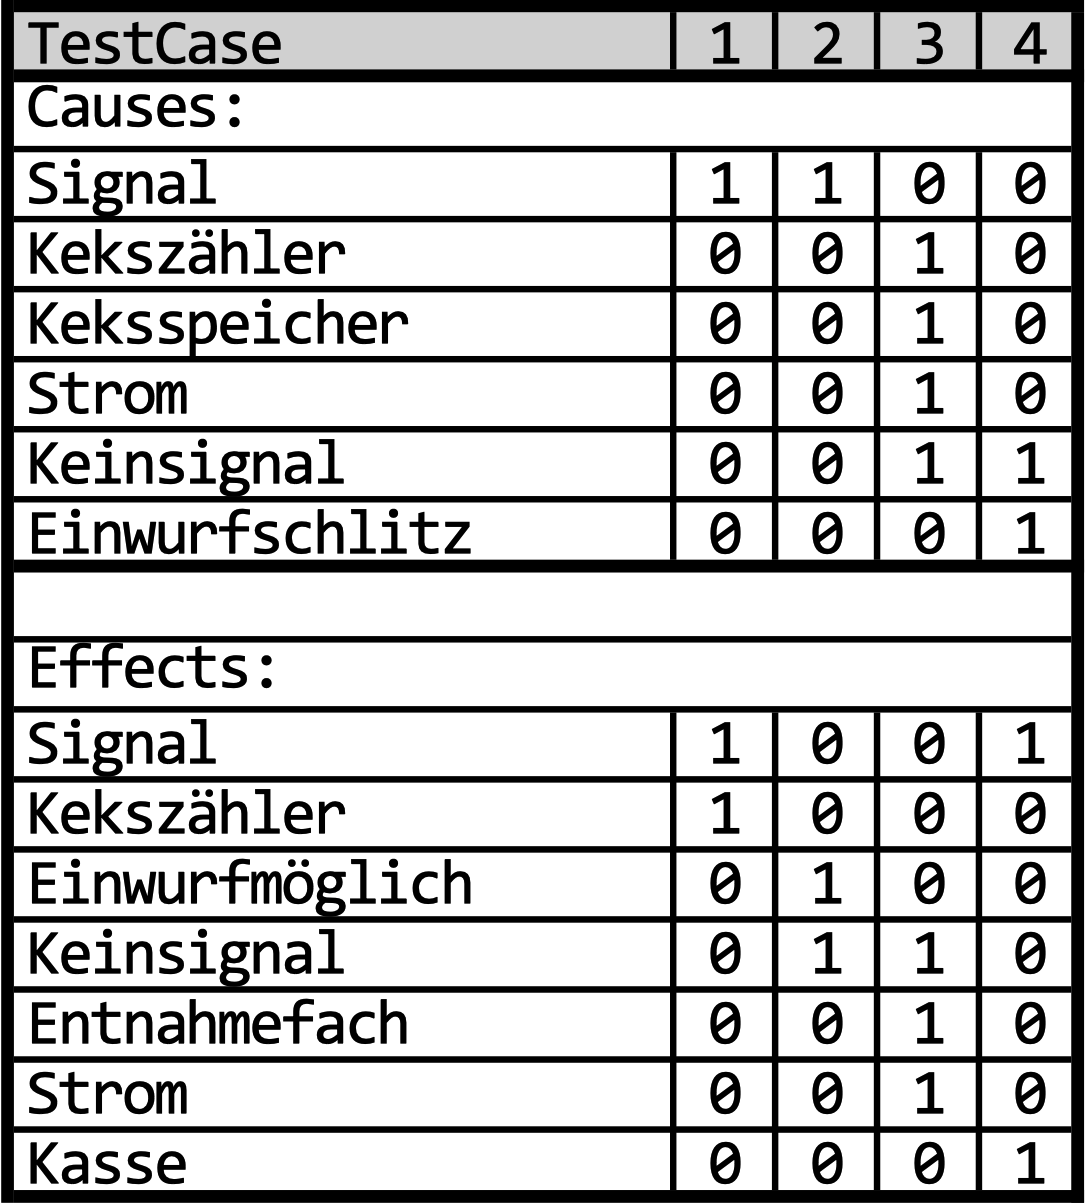 TestCase 1 2 3 4
Causes:
Signal 1 1 0 0
Kekszähler 0 0 1 0
Keksspeicher 0 0 1 0
Strom 0 0 1 0
Keinsignal 0 0 1 1
Einwurfschlitz 0 0 0 1
Effects:
Signal 1 0 0 1
Kekszähler 1 0 0 0
Einwurfmöglich 0 1 0 0
Keinsignal 0 1 1 0
Entnahmefach 0 0 1 0
Strom 0 0 1 0
Kasse 0 0 0 1